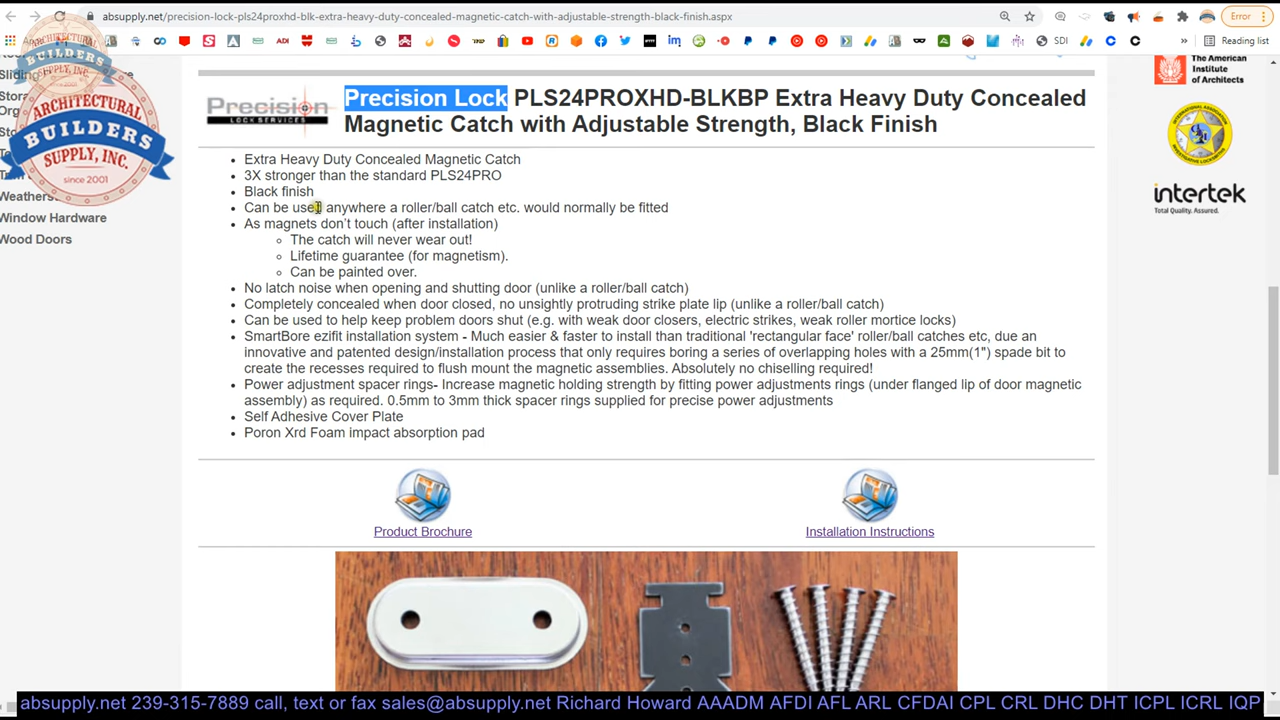 absupply.net/precision-lock-pls24proxhd-blk-extra-heavy-duty-concealed-magnetic-catch-with-adjustable-strength-black-finish.aspx
Error
SDI
Reading list
ARCHITECTURAL
BUILDERS
SUPPLY, INC.
since 2001
Window Hardware
Wood Doors
Precision
LOCK SERVICES
Precision Lock PLS24PROXHD-BLKBP Extra Heavy Duty Concealed
Magnetic Catch with Adjustable Strength, Black Finish
Extra Heavy Duty Concealed Magnetic Catch
3X stronger than the standard PLS24PRO
Black finish
Can be used anywhere a roller/ball catch etc. would normally be fitted
As magnets don't touch (after installation)
The catch will never wear out!
Lifetime guarantee (for magnetism).
Can be painted over.
No latch noise when opening and shutting door (unlike a roller/ball catch)
Completely concealed when door closed, no unsightly protruding strike plate lip (unlike a roller/ball catch)
Can be used to help keep problem doors shut (e.g. with weak door closers, electric strikes, weak roller mortice locks)
SmartBore ezifit installation system - Much easier & faster to install than traditional 'rectangular face' roller/ball catches etc, due an
innovative and patented design/installation process that only requires boring a series of overlapping holes with a 25mm(1") spade bit to
create the recesses required to flush mount the magnetic assemblies. Absolutely no chiselling required!
Power adjustment spacer rings- Increase magnetic holding strength by fitting power adjustments rings (under flanged lip of door magnetic
assembly) as required. 0.5mm to 3mm thick spacer rings supplied for precise power adjustments
Self Adhesive Cover Plate
Poron Xrd Foam impact absorption pad
Product Brochure
Installation Instructions
The American
Institute
of Architects
intertek
Total Quality. Assured.
absupply.net 239-315-7889 call, text or fax sales@absupply.net Richard Howard AAADM AFDI AFL ARL CFDAI CPL CRL DHC DHT ICPL ICRL IQP